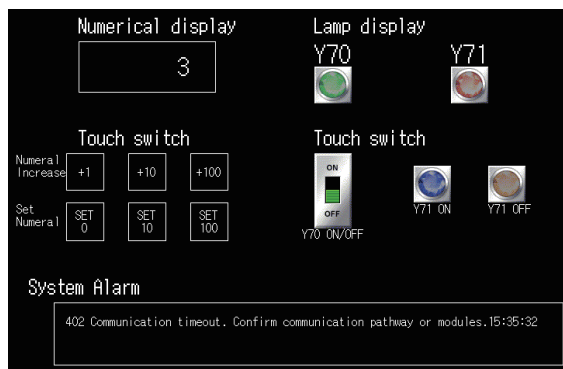 Numerical display
3
Lamp display
Y70 Y71
Touch switch
Numeral
Increase
+1 +10 +100
Set
Numeral
SET
0
SET
10
SET
100
Touch switch
ON
OFF
Y70 ON/OFF
Y71 ON
Y71 OFF
System Alarm
402 Communication timeout. Confirm communication pathway or modules.15:35:32